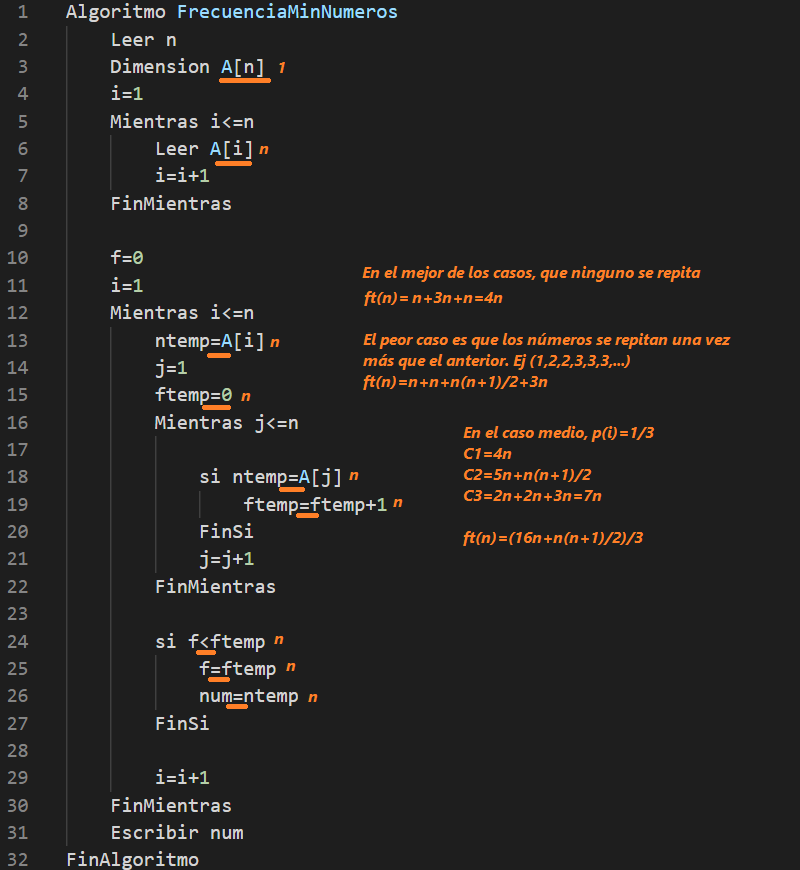 1 Algoritmo FrecuenciaMinNumeros
2 Leer n
3 Dimension A[n] 1
4 i=1
5 Mientras i<=n
6 Leer A[i] n
7 i=i+1
8 FinMientras
9
10 f=0
11 i=1
12 Mientras i<=n
13 ntemp=A[i] n
14 j=1
15 ftemp=0 n
16 Mientras j<=n
17
18 si ntemp=A[j] n
19 ftemp=ftemp+1 n
20 FinSi
21 j=j+1
22 FinMientras
23
24 si f<ftemp n
25 f=ftemp n
26 num=ntemp n
27 FinSi
28
29 i=i+1
30 FinMientras
31 Escribir num
32 FinAlgoritmo
En el mejor de los casos, que ninguno se repita
ft(n)= n+3n+n=4n
El peor caso es que los números se repitan una vez
más que el anterior. Ej (1,2,2,3,3,3,...)
ft(n)=n+n+n(n+1)/2+3n
En el caso medio, p(i)=1/3
C1=4n
C2=5n+n(n+1)/2
C3=2n+2n+3n=7n
ft(n)=(16n+n(n+1)/2)/3